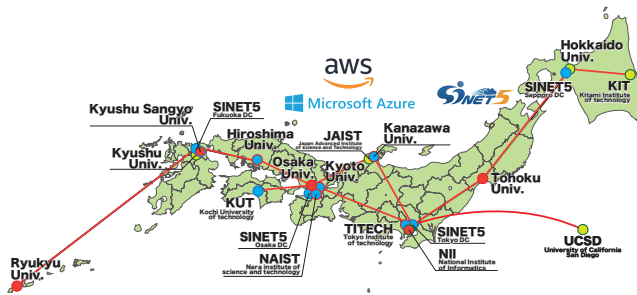 aws
Microsoft Azure
SINET5
Hokkaido
Univ.
KIT
Kitami Institute
of technology
SINET5
Sapporo DC
Kyushu Sangyo
Univ.
SINET5
Fukuoka DC
Hiroshima
Univ.
JAIST
Japan Advanced Institute
of science and Technology
Kanazawa
Univ.
Kyushu
Univ.
Osaka
Univ.
Kyoto
Univ.
Tohoku
Univ.
KUT
Kochi University
of technology
SINET5
Osaka DC
NAIST
Nara institute of
science and technology
TITECH
Tokyo Institute
of technology
SINET5
Tokyo DC
NII
National Institute
of Informatics
UCSD
University of California
San Diego
Ryukyu
Univ.